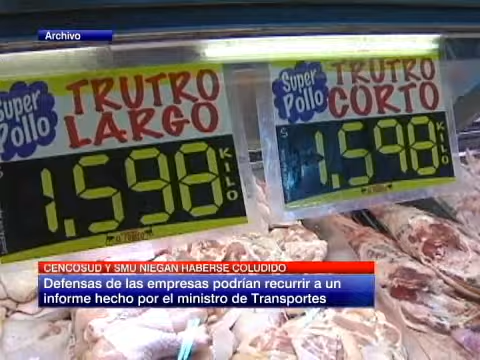 Archivo
Super
Pollo
TRUTRO
LARGO
1.598
KILO
Super
Pollo
TRUTRO
CORTO
$
1.598
KILO
CENCOSUD Y SMU NIEGAN HABERSE COLUDIDO
Defensas de las empresas podrían recurrir a un
informe hecho por el ministro de Transportes